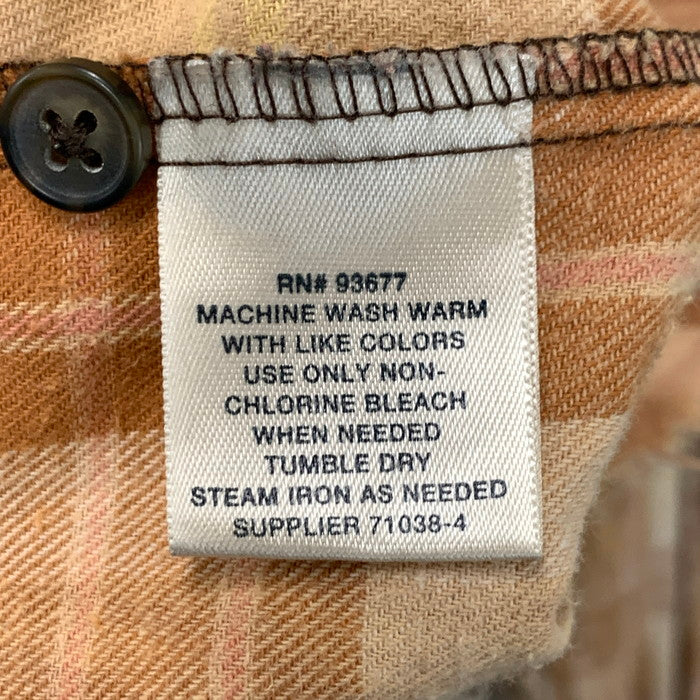 RN# 93677
MACHINE WASH WARM
WITH LIKE COLORS
USE ONLY NON-
CHLORINE BLEACH
WHEN NEEDED
TUMBLE DRY
STEAM IRON AS NEEDED
SUPPLIER 71038-4